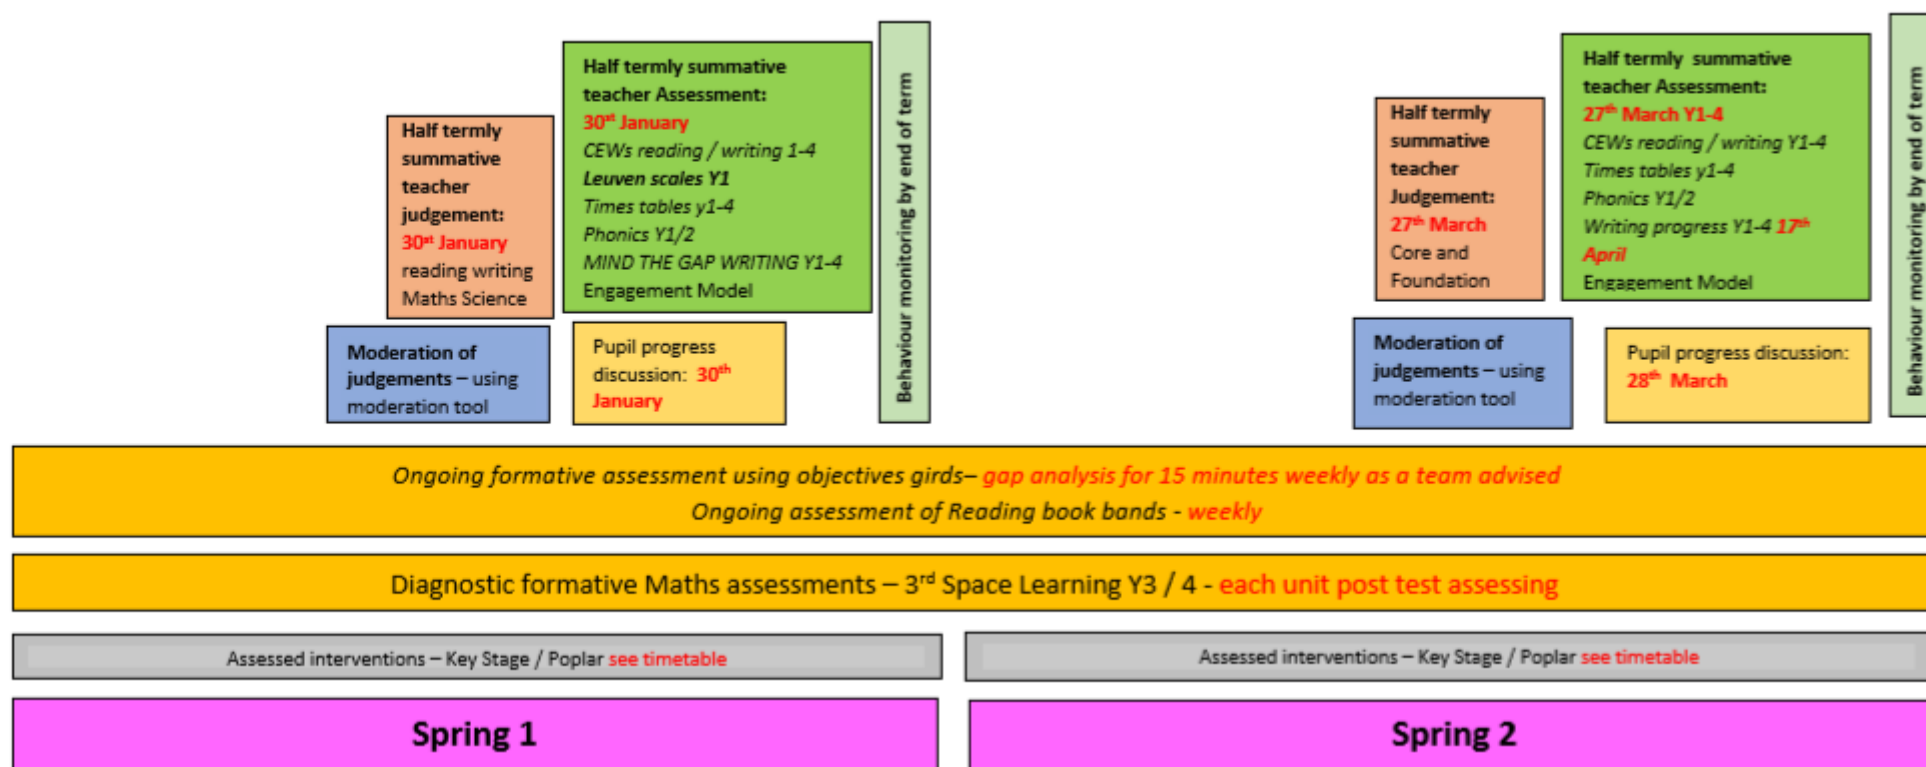 Half termly
summative
teacher
judgement:
30st January
reading writing
Maths Science
Half termly summative
teacher Assessment:
30st January
CEWs reading / writing 1-4
Leuven scales Y1
Times tables y1-4
Phonics Y1/2
MIND THE GAP WRITING Y1-4
Engagement Model
Behaviour monitoring by end of term
Moderation of
judgements – using
moderation tool
Pupil progress
discussion: 30th
January
Half termly
summative
teacher
Judgement:
27th March
Core and
Foundation
Half termly summative
teacher Assessment:
27th March Y1-4
CEWs reading / writing Y1-4
Times tables y1-4
Phonics Y1/2
Writing progress Y1-4 17th
April
Engagement Model
Behaviour monitoring by end of term
Moderation of
judgements – using
moderation tool
Pupil progress discussion:
28th March
Ongoing formative assessment using objectives girds– gap analysis for 15 minutes weekly as a team advised
Ongoing assessment of Reading book bands - weekly
Diagnostic formative Maths assessments – 3rd Space Learning Y3 / 4 - each unit post test assessing
Assessed interventions – Key Stage / Poplar see timetable
Assessed interventions – Key Stage / Poplar see timetable
Spring 1
Spring 2